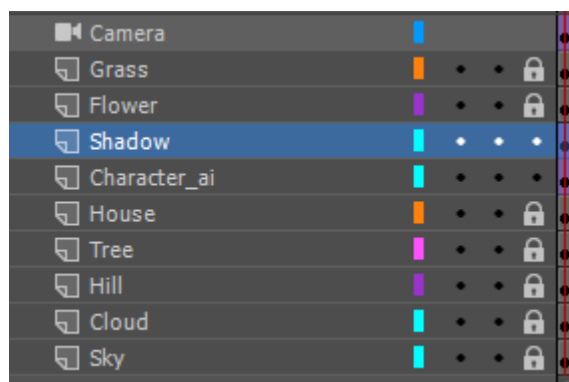 Camera
Grass
Flower
Shadow
Character_ai
House
Tree
Hill
Cloud
Sky